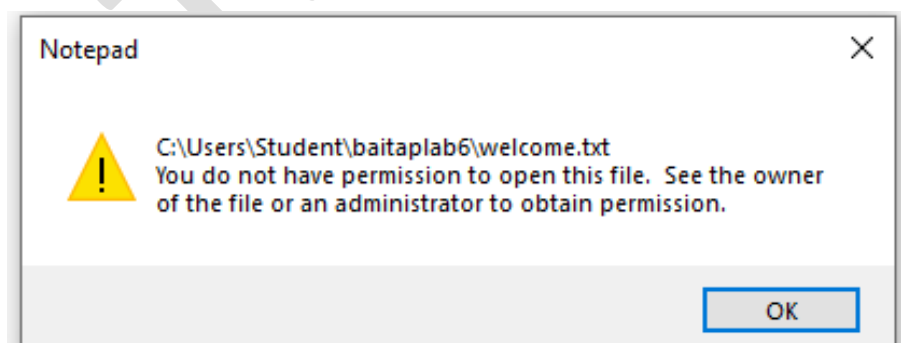 Notepad
C:\Users\Student\baitaplab6\welcome.txt
You do not have permission to open this file.  See the owner
of the file or an administrator to obtain permission.
OK